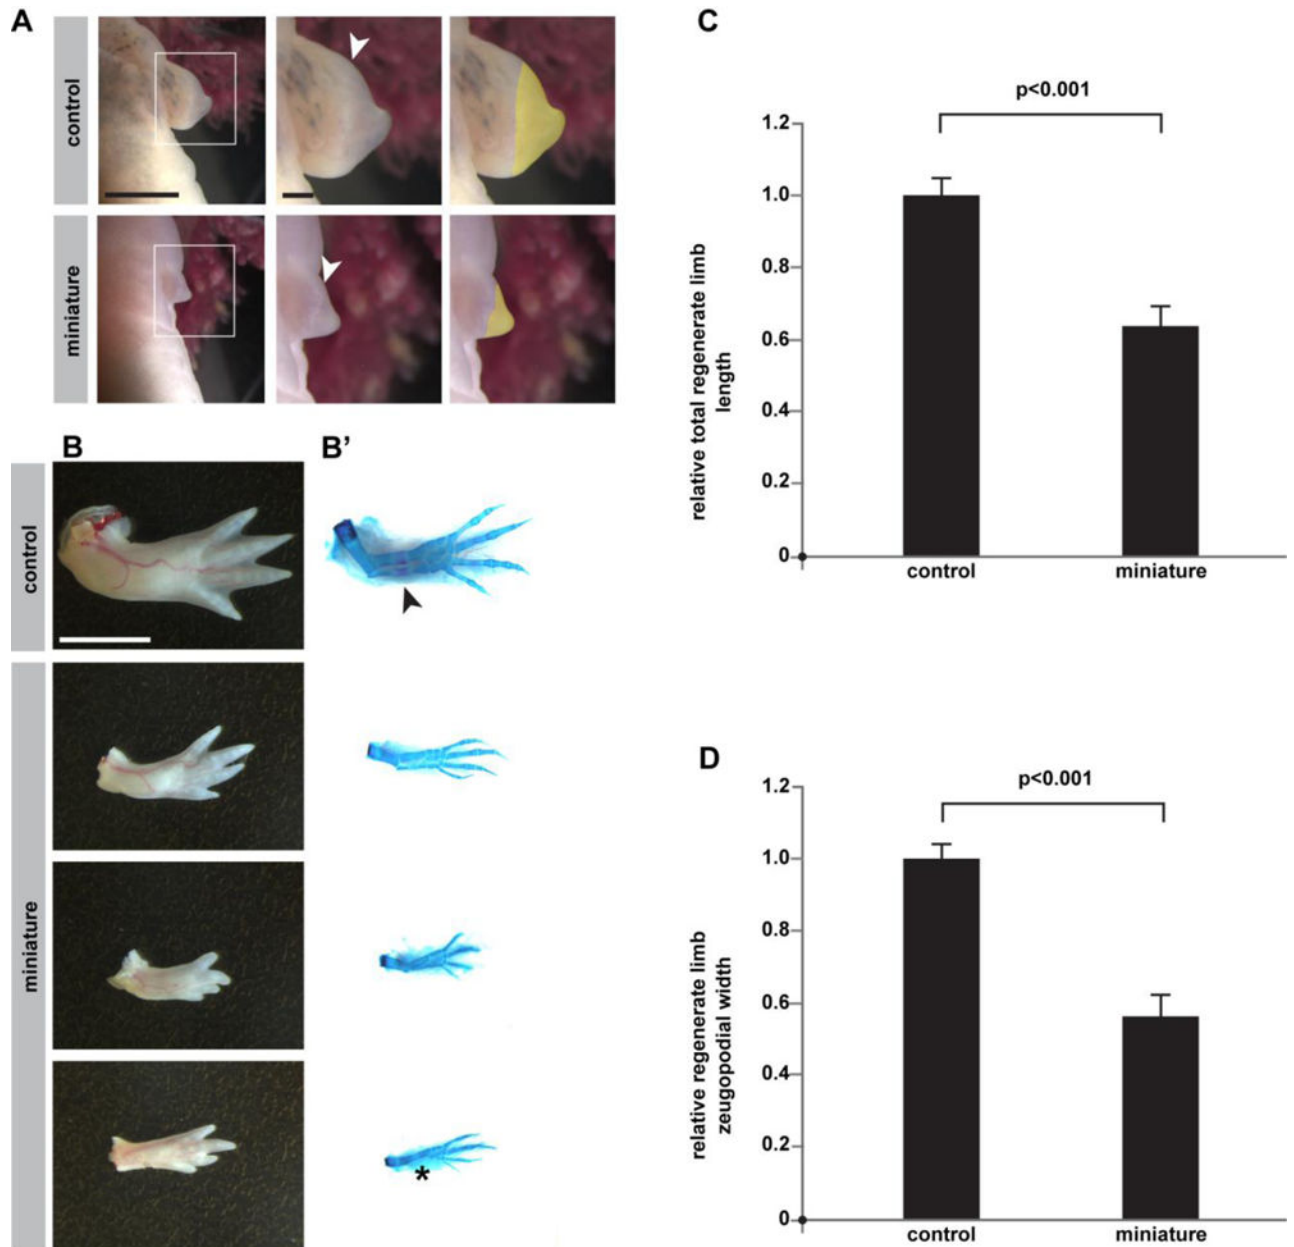 A
control
miniature
B
B’
control
miniature
*
C
p<0.001
1.2
1.0
0.8
0.6
0.4
0.2
0
relative total regenerate limb
length
control
miniature
D
p<0.001
1.2
1.0
0.8
0.6
0.4
0.2
0
relative regenerate limb
zeugopodial width
control
miniature